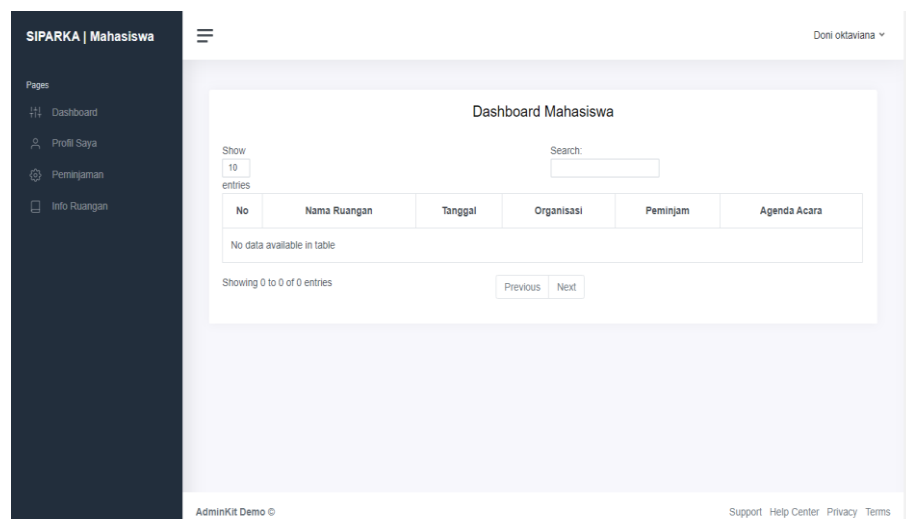 SIPARKA | Mahasiswa
Doni oktaviana
Pages
Dashboard
Profil Saya
Peminjaman
Info Ruangan
Dashboard Mahasiswa
Show
10
entries
Search:
No Nama Ruangan Tanggal Organisasi Peminjam Agenda Acara
No data available in table
Showing 0 to 0 of 0 entries
Previous Next
AdminKit Demo ©
Support Help Center Privacy Terms